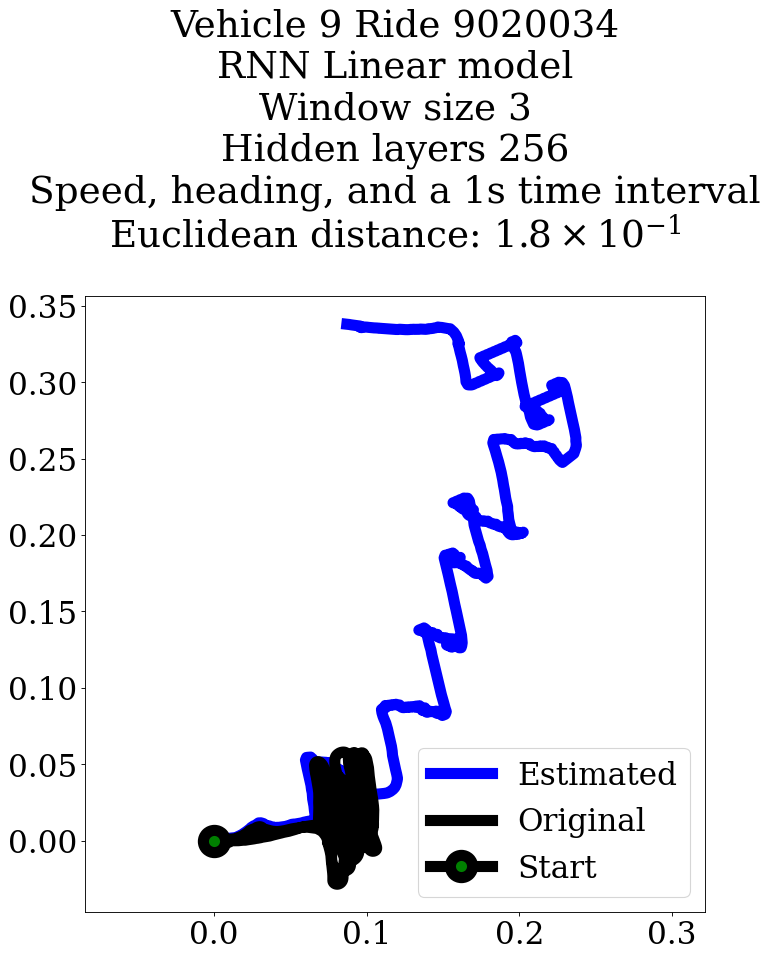 Vehicle 9 Ride 9020034
RNN Linear model
Window size 3
Hidden layers 256
Speed, heading, and a 1s time interval
Euclidean distance: 1.8 × 10⁻¹
0.35
0.30
0.25
0.20
0.15
0.10
0.05
0.00
Estimated
Original
Start
0.0 0.1 0.2 0.3